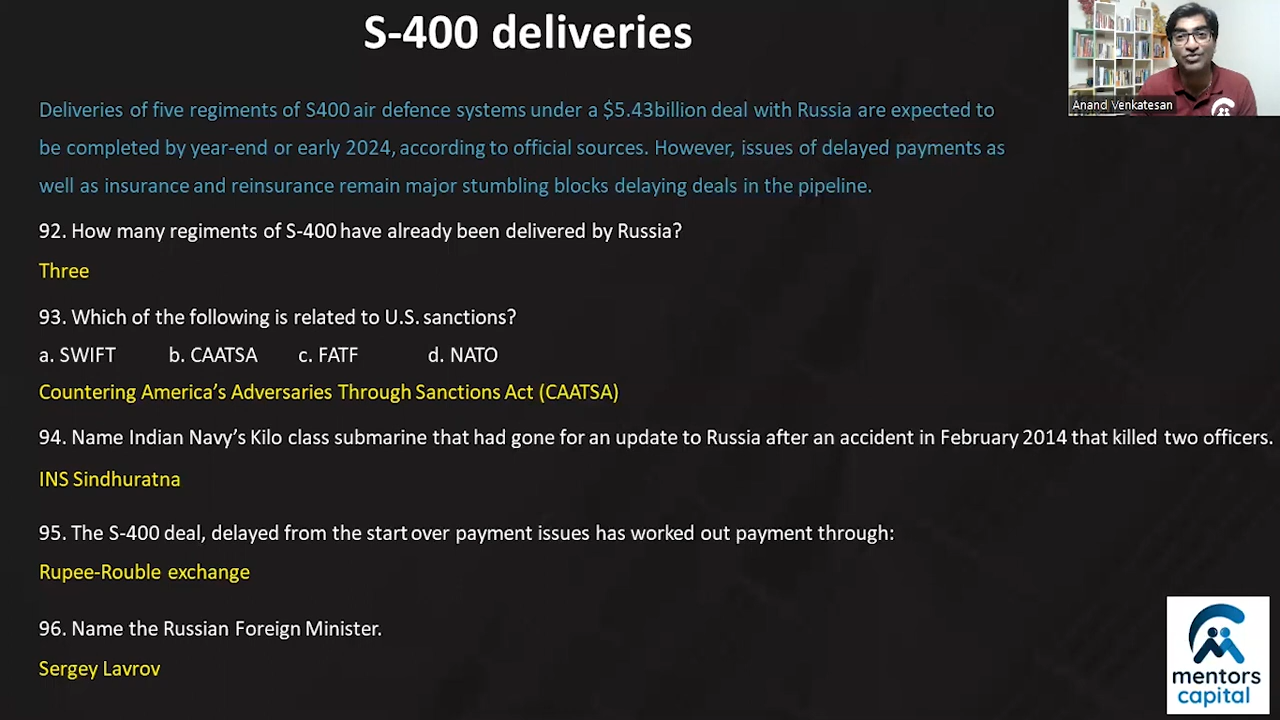 S-400 deliveries
Anand Venkatesan
Deliveries of five regiments of S400 air defence systems under a $5.43billion deal with Russia are expected to
be completed by year-end or early 2024, according to official sources. However, issues of delayed payments as
well as insurance and reinsurance remain major stumbling blocks delaying deals in the pipeline.
92. How many regiments of S-400 have already been delivered by Russia?
Three
93. Which of the following is related to U.S. sanctions?
a. SWIFT b. CAATSA c. FATF d. NATO
Countering America’s Adversaries Through Sanctions Act (CAATSA)
94. Name Indian Navy’s Kilo class submarine that had gone for an update to Russia after an accident in February 2014 that killed two officers.
INS Sindhuratna
95. The S-400 deal, delayed from the start over payment issues has worked out payment through:
Rupee-Rouble exchange
96. Name the Russian Foreign Minister.
Sergey Lavrov
mentors
capital